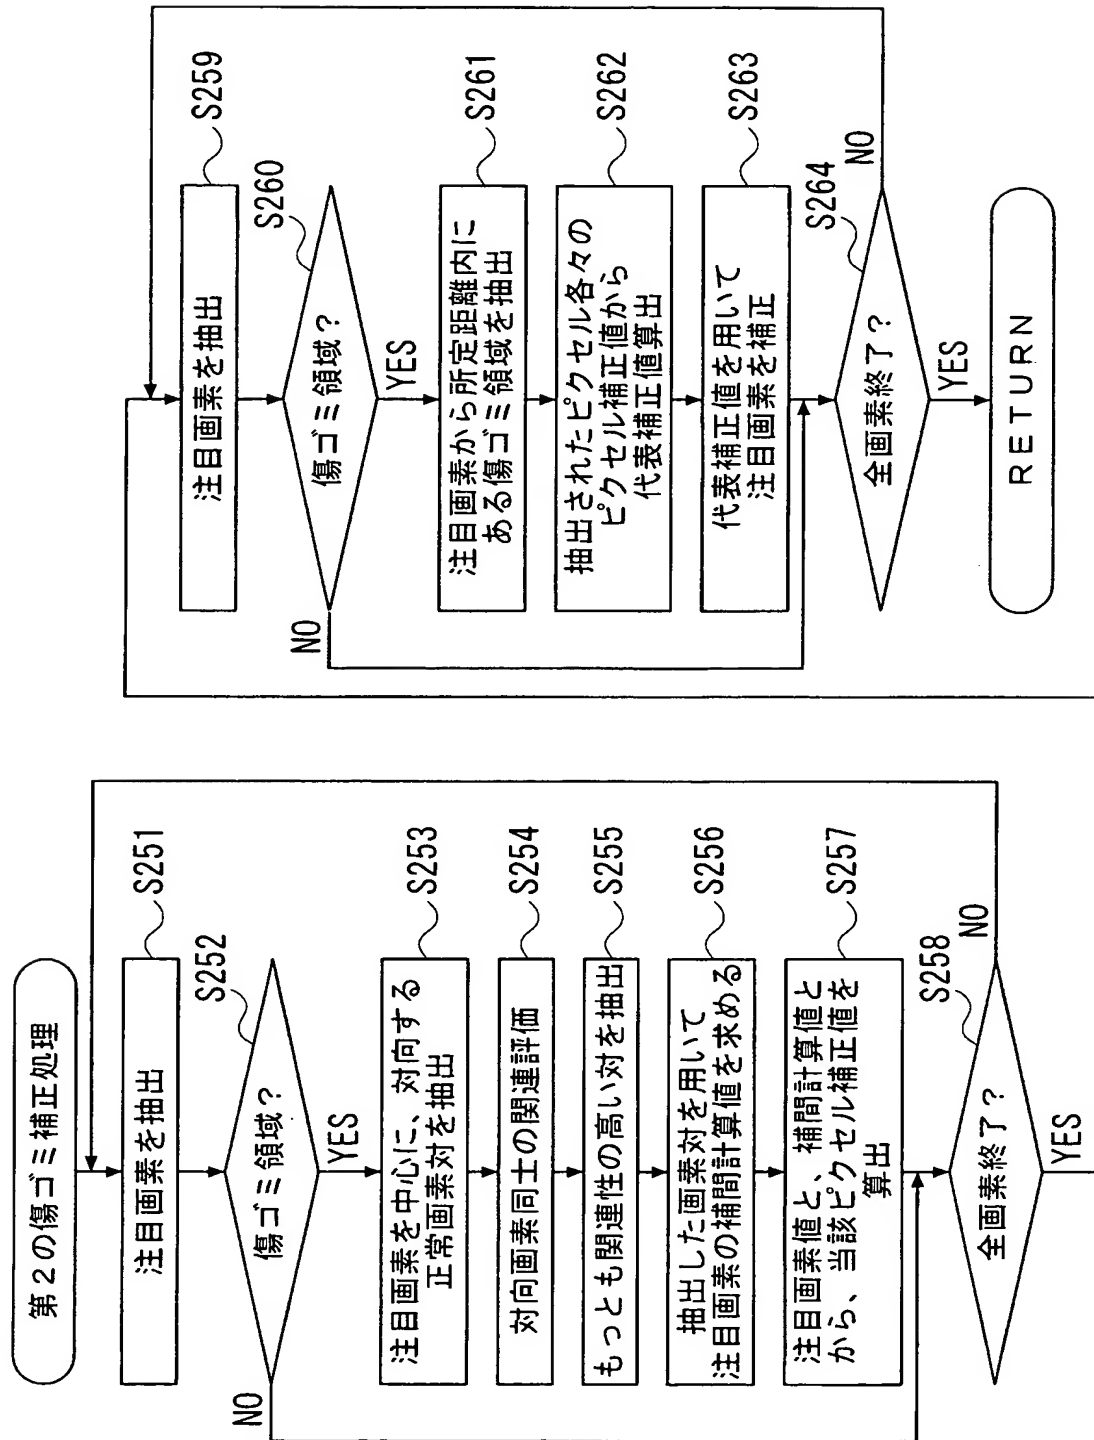 第2の傷ゴミ補正処理
注目画素を抽出
S251
傷ゴミ領域?
S252
NO
YES
注目画素を中心に、対向する
正常画素対を抽出
S253
対向画素同士の関連評価
S254
もっとも関連性の高い対を抽出
S255
抽出した画素対を用いて
注目画素の補間計算値を求める
S256
注目画素値と、補間計算値と
から、当該ピクセル補正値を
算出
S257
全画素終了?
S258
NO
YES
注目画素を抽出
S259
傷ゴミ領域?
S260
NO
YES
注目画素から所定距離内に
ある傷ゴミ領域を抽出
S261
抽出されたピクセル各々の
ピクセル補正値から
代表補正値算出
S262
代表補正値を用いて
注目画素を補正
S263
全画素終了?
S264
NO
YES
RETURN